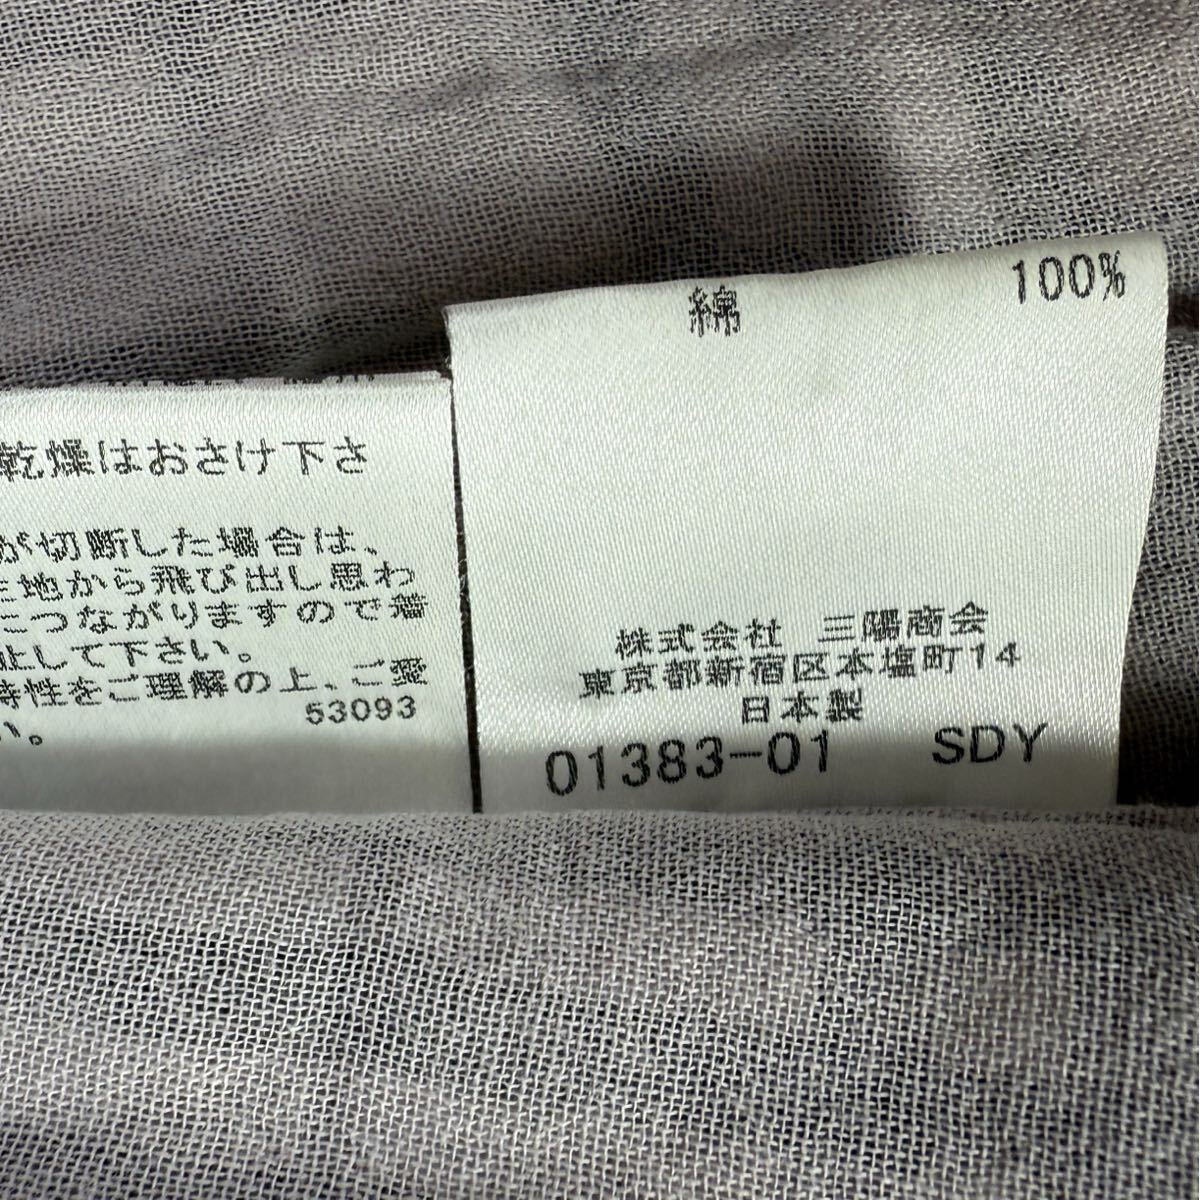 乾燥はおさけ下さ
が切断した場合は、
生地から飛び出し思わ
につながりますので着
止して下さい。
特性をご理解の上、ご愛
い。
53093
綿 100%
株式会社 三陽商会
東京都新宿区本塩町14
日本製
01383-01 SDY